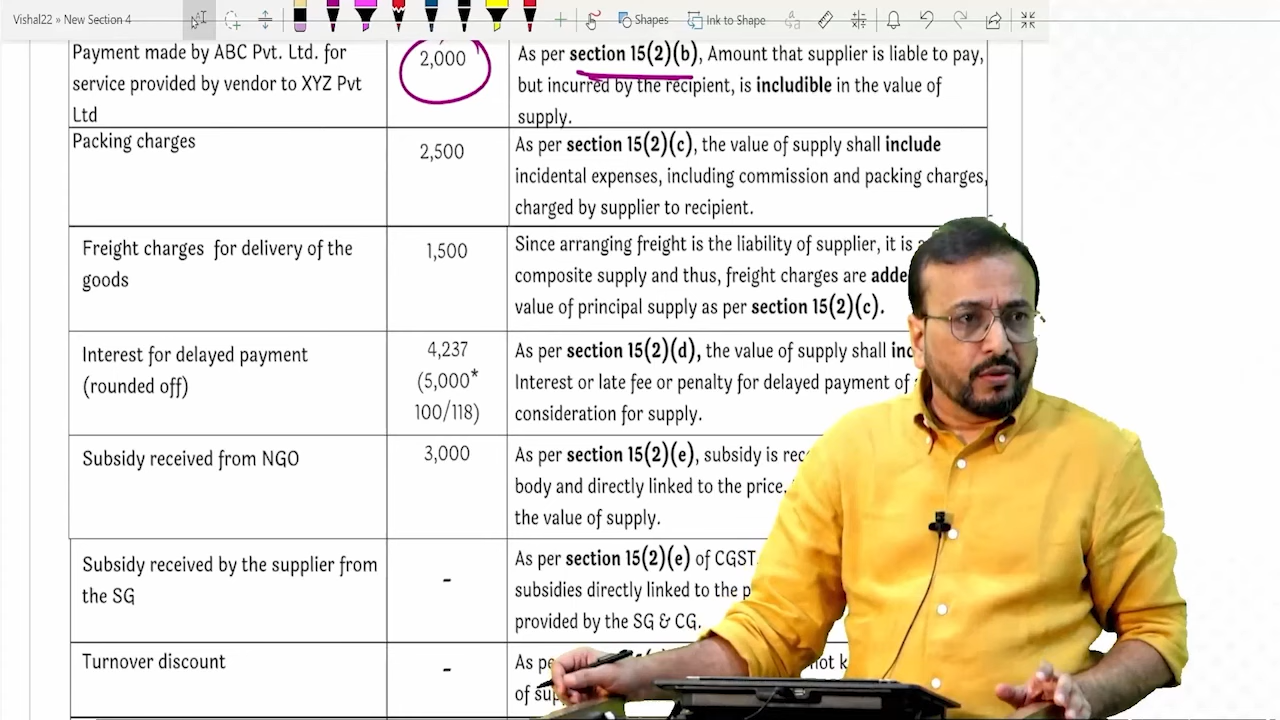 Vishal22 » New Section 4
Shapes
Ink to Shape
Payment made by ABC Pvt. Ltd. for
service provided by vendor to XYZ Pvt
Ltd
2,000
As per section 15(2)(b), Amount that supplier is liable to pay,
but incurred by the recipient, is includible in the value of
supply.
Packing charges
2,500
As per section 15(2)(c), the value of supply shall include
incidental expenses, including commission and packing charges,
charged by supplier to recipient.
Freight charges for delivery of the
goods
1,500
Since arranging freight is the liability of supplier, it is
composite supply and thus, freight charges are
value of principal supply as per section 15(2)(c).
Interest for delayed payment
(rounded off)
4,237
(5,000*
100/118)
As per section 15(2)(d), the value of supply shall
Interest or late fee or penalty for delayed payment of
consideration for supply.
Subsidy received from NGO
3,000
As per section 15(2)(e), subsidy is
body and directly linked to the price,
the value of supply.
Subsidy received by the supplier from
the SG
-
As per section 15(2)(e) of CGST
subsidies directly linked to the
provided by the SG & CG.
Turnover discount
-
As
of